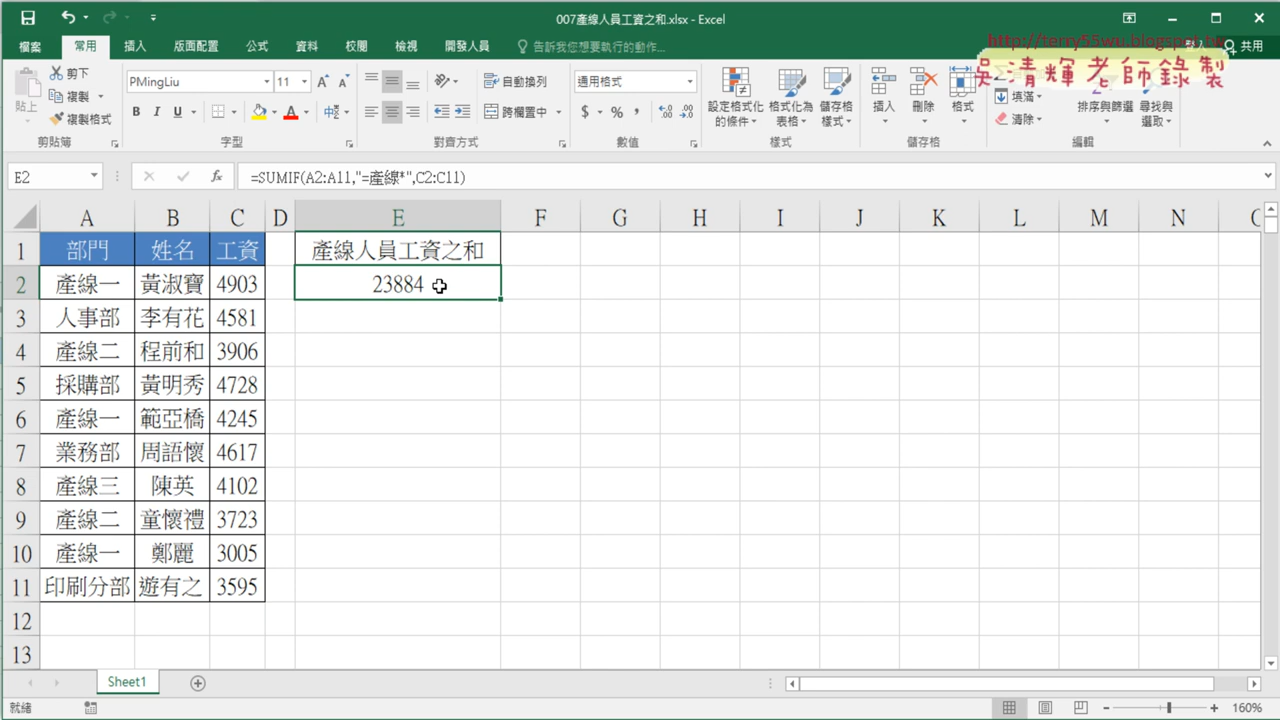 007產線人員工資之和.xlsx - Excel
http://terry55wu.blogspot.tw
吳清輝老師錄製
檔案 常用 插入 版面配置 公式 資料 校閱 檢視 開發人員 告訴我您想要執行的動作... 共用
貼上 剪下 複製 複製格式 剪貼簿
PMingLiu 11 B I U 字型
自動換列 跨欄置中 對齊方式
通用格式 $ % , 數值
設定格式化的條件 格式化為表格 儲存格樣式 樣式
插入 刪除 格式 儲存格
填滿 清除 排序與篩選 尋找與選取 編輯
E2 fx =SUMIF(A2:A11,"=產線*",C2:C11)
A B C D E F G H I J K L M N
1 部門 姓名 工資 產線人員工資之和
2 產線一 黃淑寶 4903 23884
3 人事部 李有花 4581
4 產線二 程前和 3906
5 採購部 黃明秀 4728
6 產線一 範亞橋 4245
7 業務部 周語懷 4617
8 產線三 陳英 4102
9 產線二 童懷禮 3723
10 產線一 鄭麗 3005
11 印刷分部 遊有之 3595
12
13
Sheet1
就緒 160%